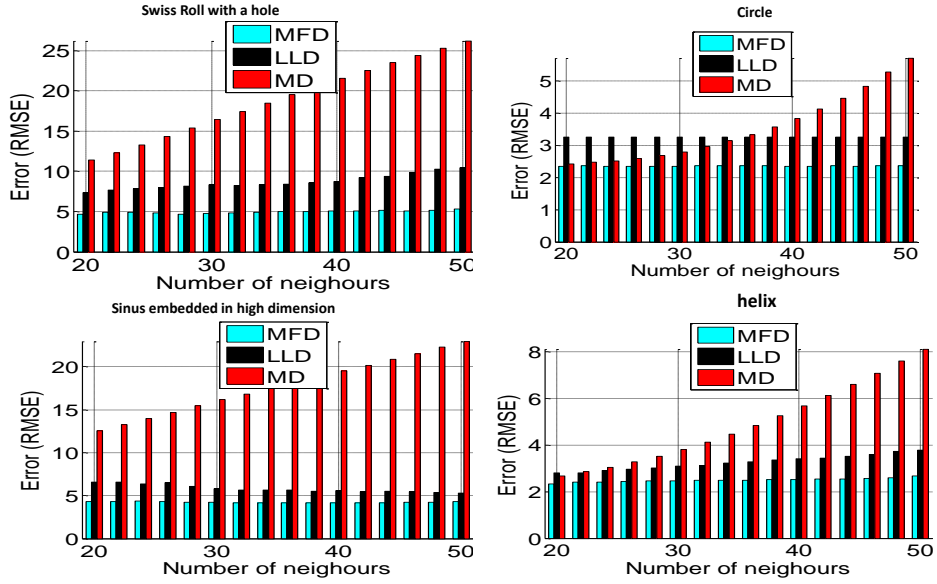 Swiss Roll with a hole
MFD
LLD
MD
25
20
15
10
5
0
Error (RMSE)
20
30
40
50
Number of neighours
Circle
MFD
LLD
MD
5
4
3
2
1
0
Error (RMSE)
20
30
40
50
Number of neighours
Sinus embedded in high dimension
MFD
LLD
MD
20
15
10
5
0
Error (RMSE)
20
30
40
50
Number of neighours
helix
MFD
LLD
MD
8
6
4
2
0
Error (RMSE)
20
30
40
50
Number of neighours